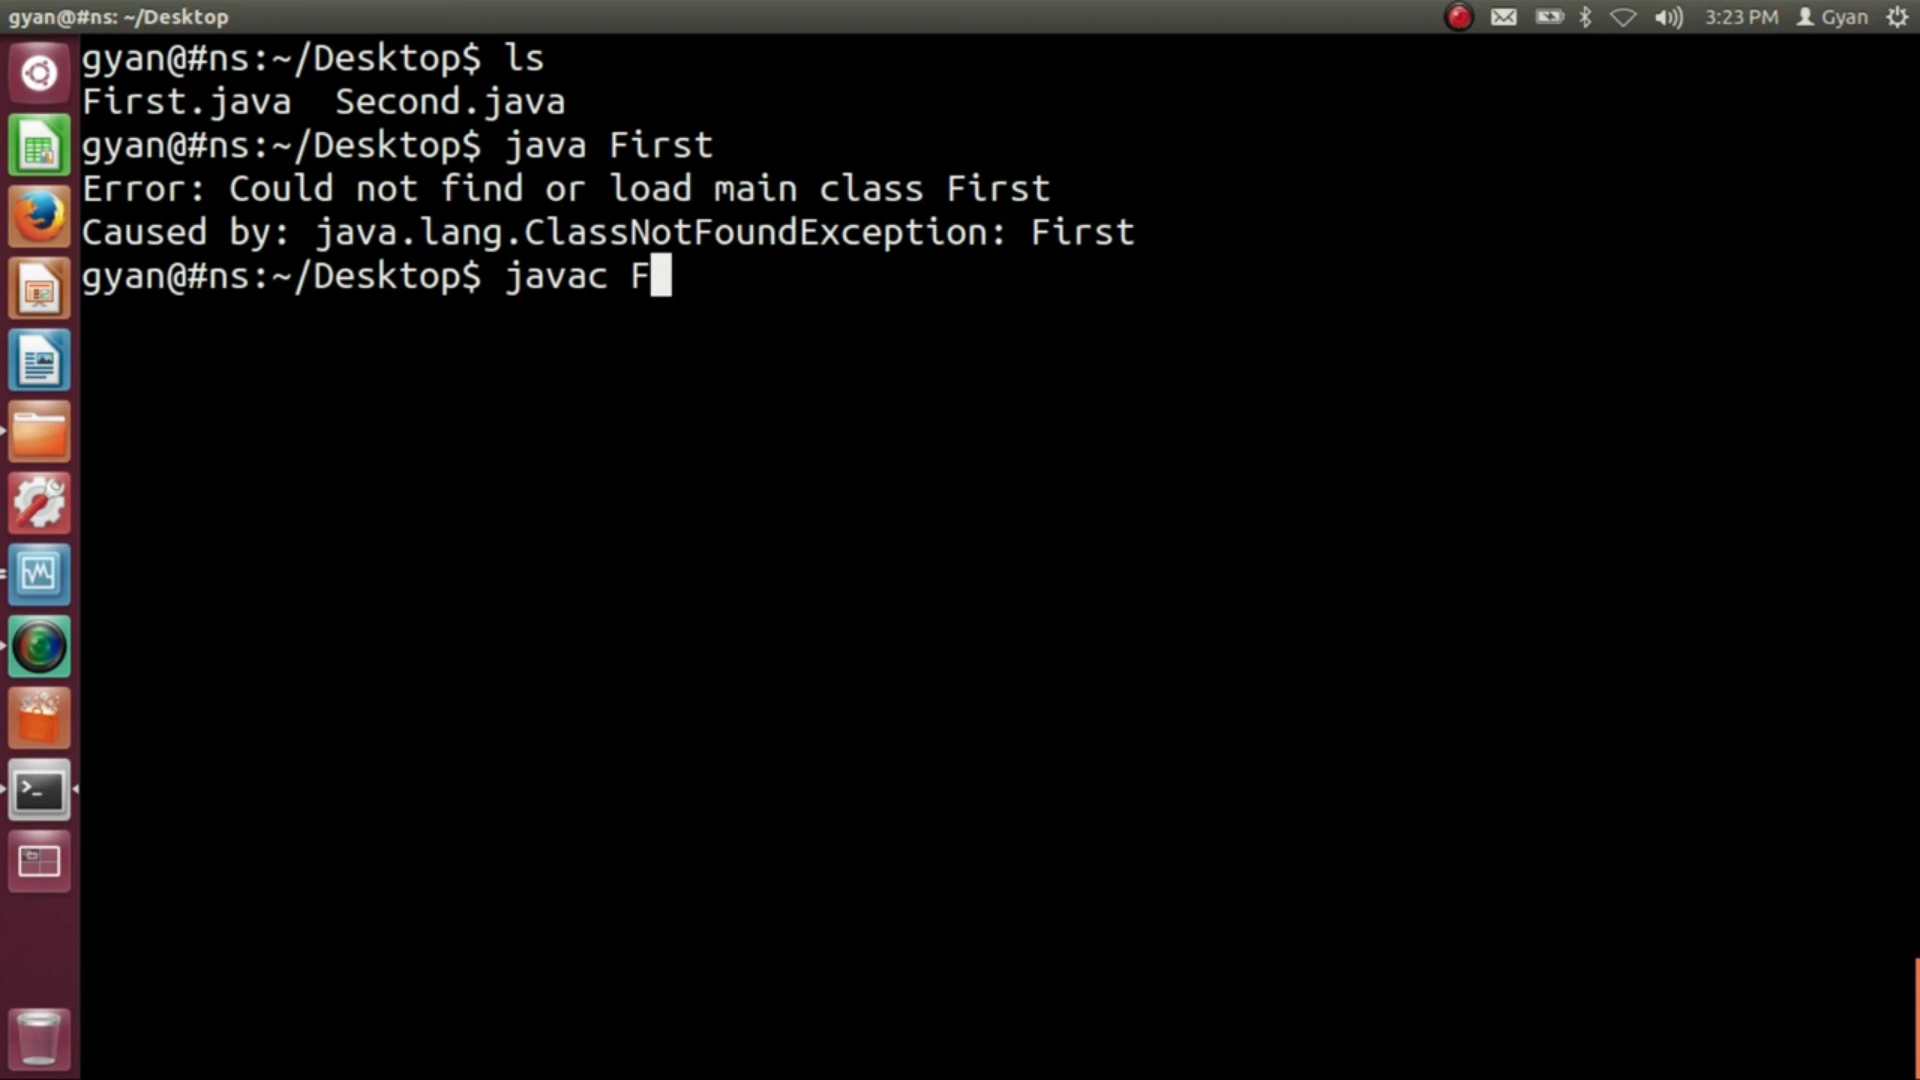 gyan@#ns: ~/Desktop 3:23 PM Gyan
gyan@#ns:~/Desktop$ ls
First.java Second.java
gyan@#ns:~/Desktop$ java First
Error: Could not find or load main class First
Caused by: java.lang.ClassNotFoundException: First
gyan@#ns:~/Desktop$ javac F